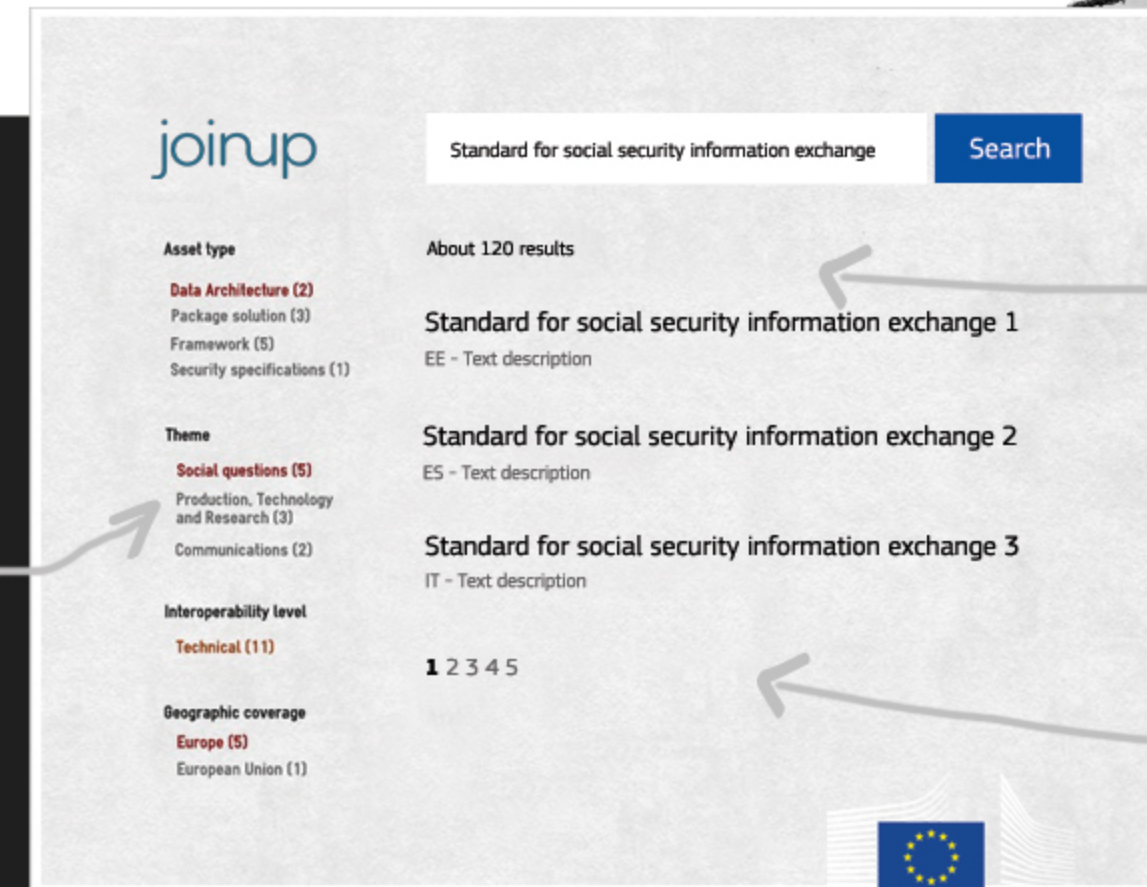 joinup
Standard for social security information exchange
Search
Asset type
Data Architecture (2)
Package solution (3)
Framework (5)
Security specifications (1)
Theme
Social questions (5)
Production, Technology
and Research (3)
Communications (2)
Interoperability level
Technical (11)
Geographic coverage
Europe (5)
European Union (1)
About 120 results
Standard for social security information exchange 1
EE - Text description
Standard for social security information exchange 2
ES - Text description
Standard for social security information exchange 3
IT - Text description
1 2 3 4 5